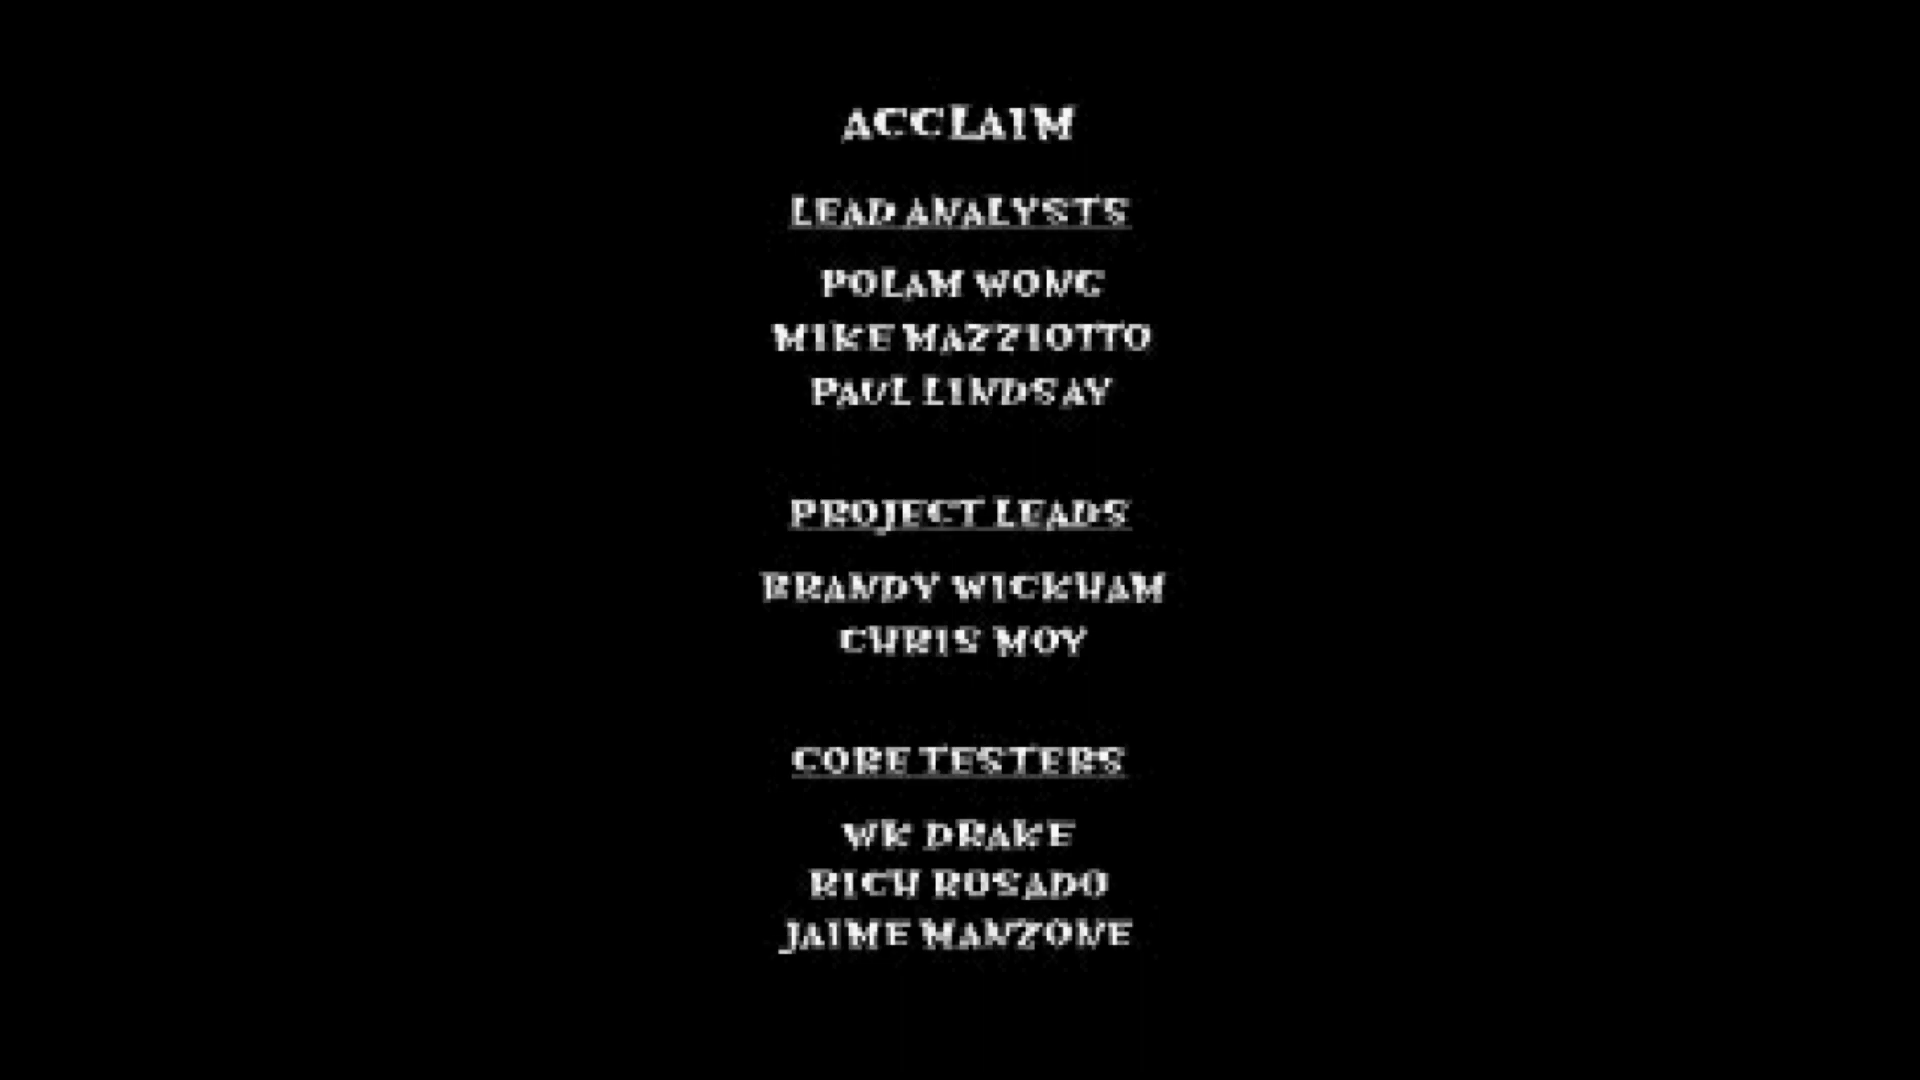 ACCLAIM
LEAD ANALYSTS
POLAM WONG
MIKE MAZZIOTTO
PAUL LINDSAY
PROJECT LEADS
BRANDY WICKHAM
CHRIS MOY
CORE TESTERS
WK DRAKE
RICH ROSADO
JAIME MANZONE